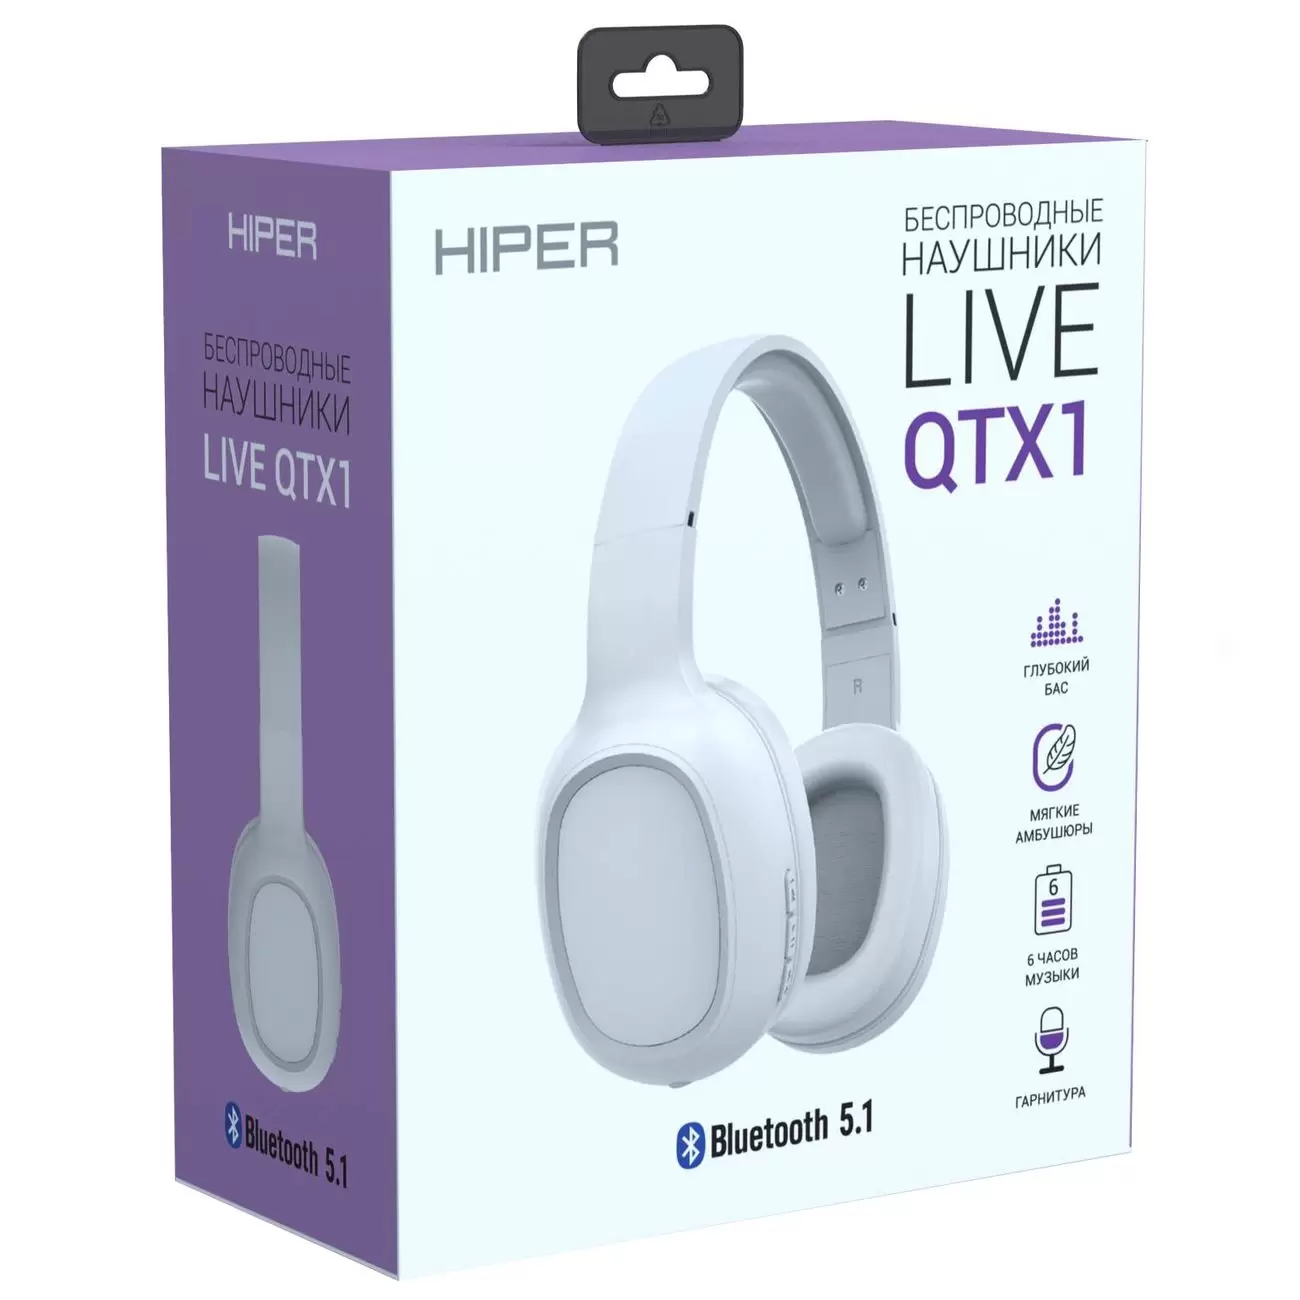 HIPER
БЕСПРОВОДНЫЕ
НАУШНИКИ
LIVE QTX1
Bluetooth 5.1
HIPER
БЕСПРОВОДНЫЕ
НАУШНИКИ
LIVE
QTX1
R
ГЛУБОКИЙ
БАС
МЯГКИЕ
АМБУШЮРЫ
6
6 ЧАСОВ
МУЗЫКИ
ГАРНИТУРА
Bluetooth 5.1